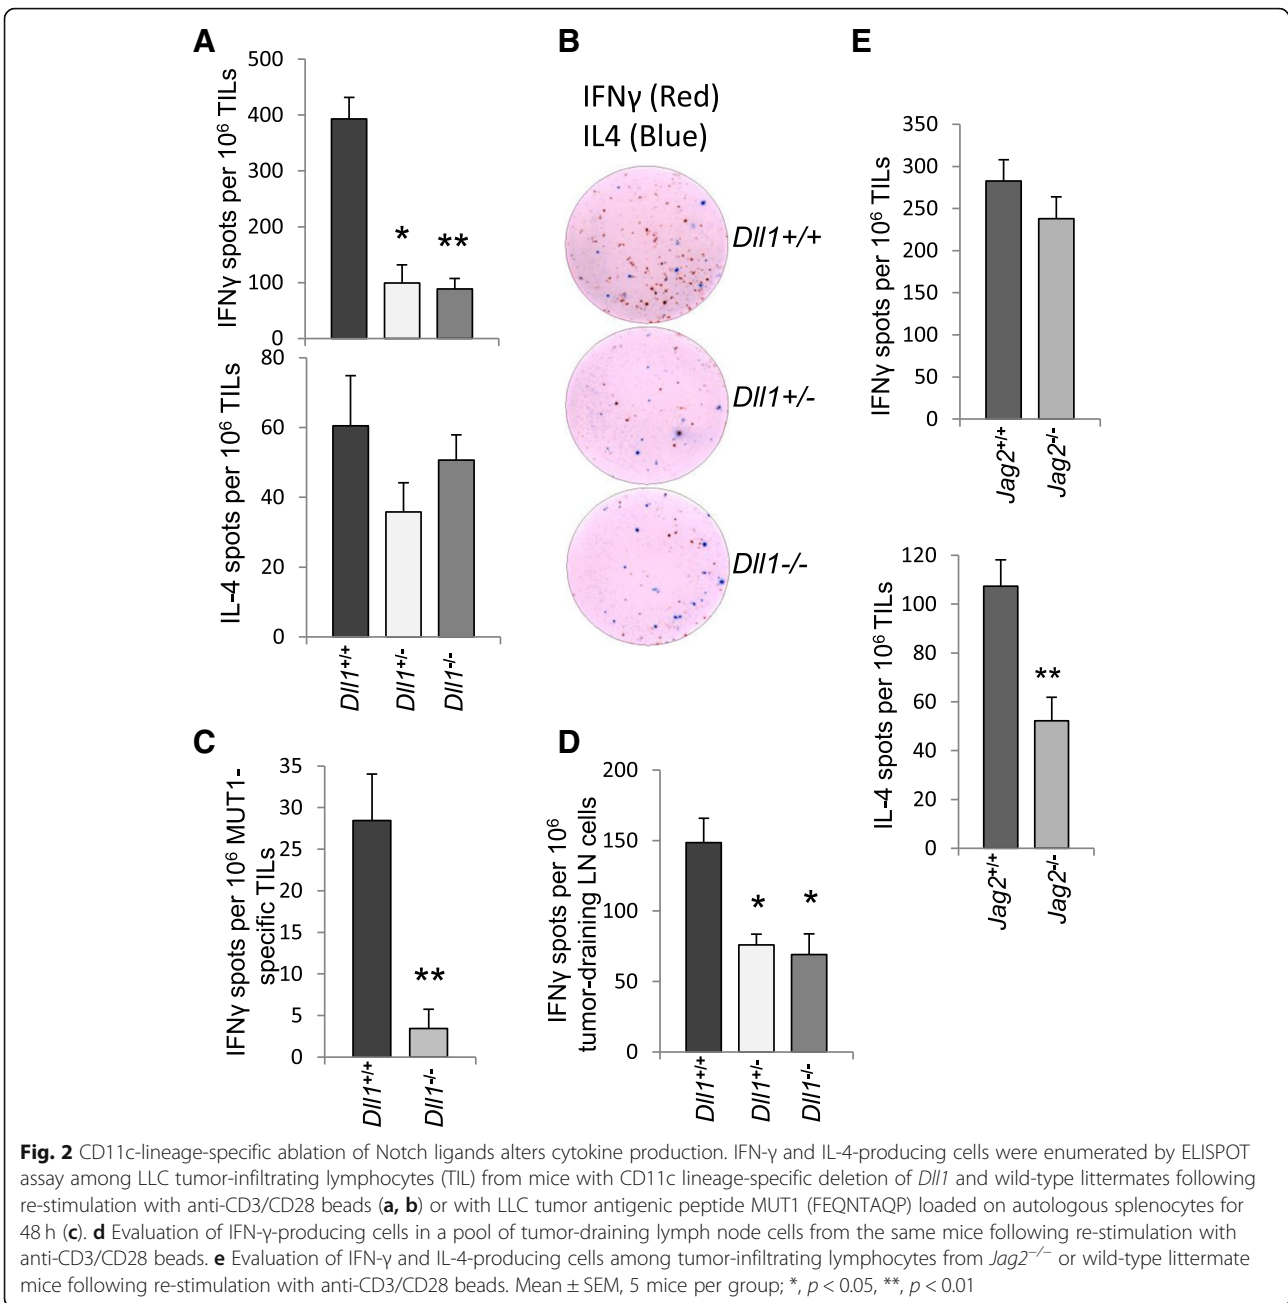 A
500
400
300
200
100
0
IFNγ spots per 10⁶ TILs
*
**
80
60
40
20
0
IL-4 spots per 10⁶ TILs
Dll1+/+
Dll1+/-
Dll1-/-
B
IFNγ (Red)
IL4 (Blue)
Dll1+/+
Dll1+/-
Dll1-/-
E
350
300
250
200
150
100
50
0
IFNγ spots per 10⁶ TILs
Jag2+/+
Jag2-/-
120
100
80
60
40
20
0
IL-4 spots per 10⁶ TILs
**
Jag2+/+
Jag2-/-
C
35
30
25
20
15
10
5
0
IFNγ spots per 10⁶ MUT1-
specific TILs
**
Dll1+/+
Dll1-/-
D
200
150
100
50
0
IFNγ spots per 10⁶
tumor-draining LN cells
*
*
Dll1+/+
Dll1+/-
Dll1-/-
Fig. 2 CD11c-lineage-specific ablation of Notch ligands alters cytokine production. IFN-γ and IL-4-producing cells were enumerated by ELISPOT
assay among LLC tumor-infiltrating lymphocytes (TIL) from mice with CD11c lineage-specific deletion of Dll1 and wild-type littermates following
re-stimulation with anti-CD3/CD28 beads (a, b) or with LLC tumor antigenic peptide MUT1 (FEQNTAQP) loaded on autologous splenocytes for
48 h (c). d Evaluation of IFN-γ-producing cells in a pool of tumor-draining lymph node cells from the same mice following re-stimulation with
anti-CD3/CD28 beads. e Evaluation of IFN-γ and IL-4-producing cells among tumor-infiltrating lymphocytes from Jag2−/− or wild-type littermate
mice following re-stimulation with anti-CD3/CD28 beads. Mean ± SEM, 5 mice per group; *, p < 0.05, **, p < 0.01